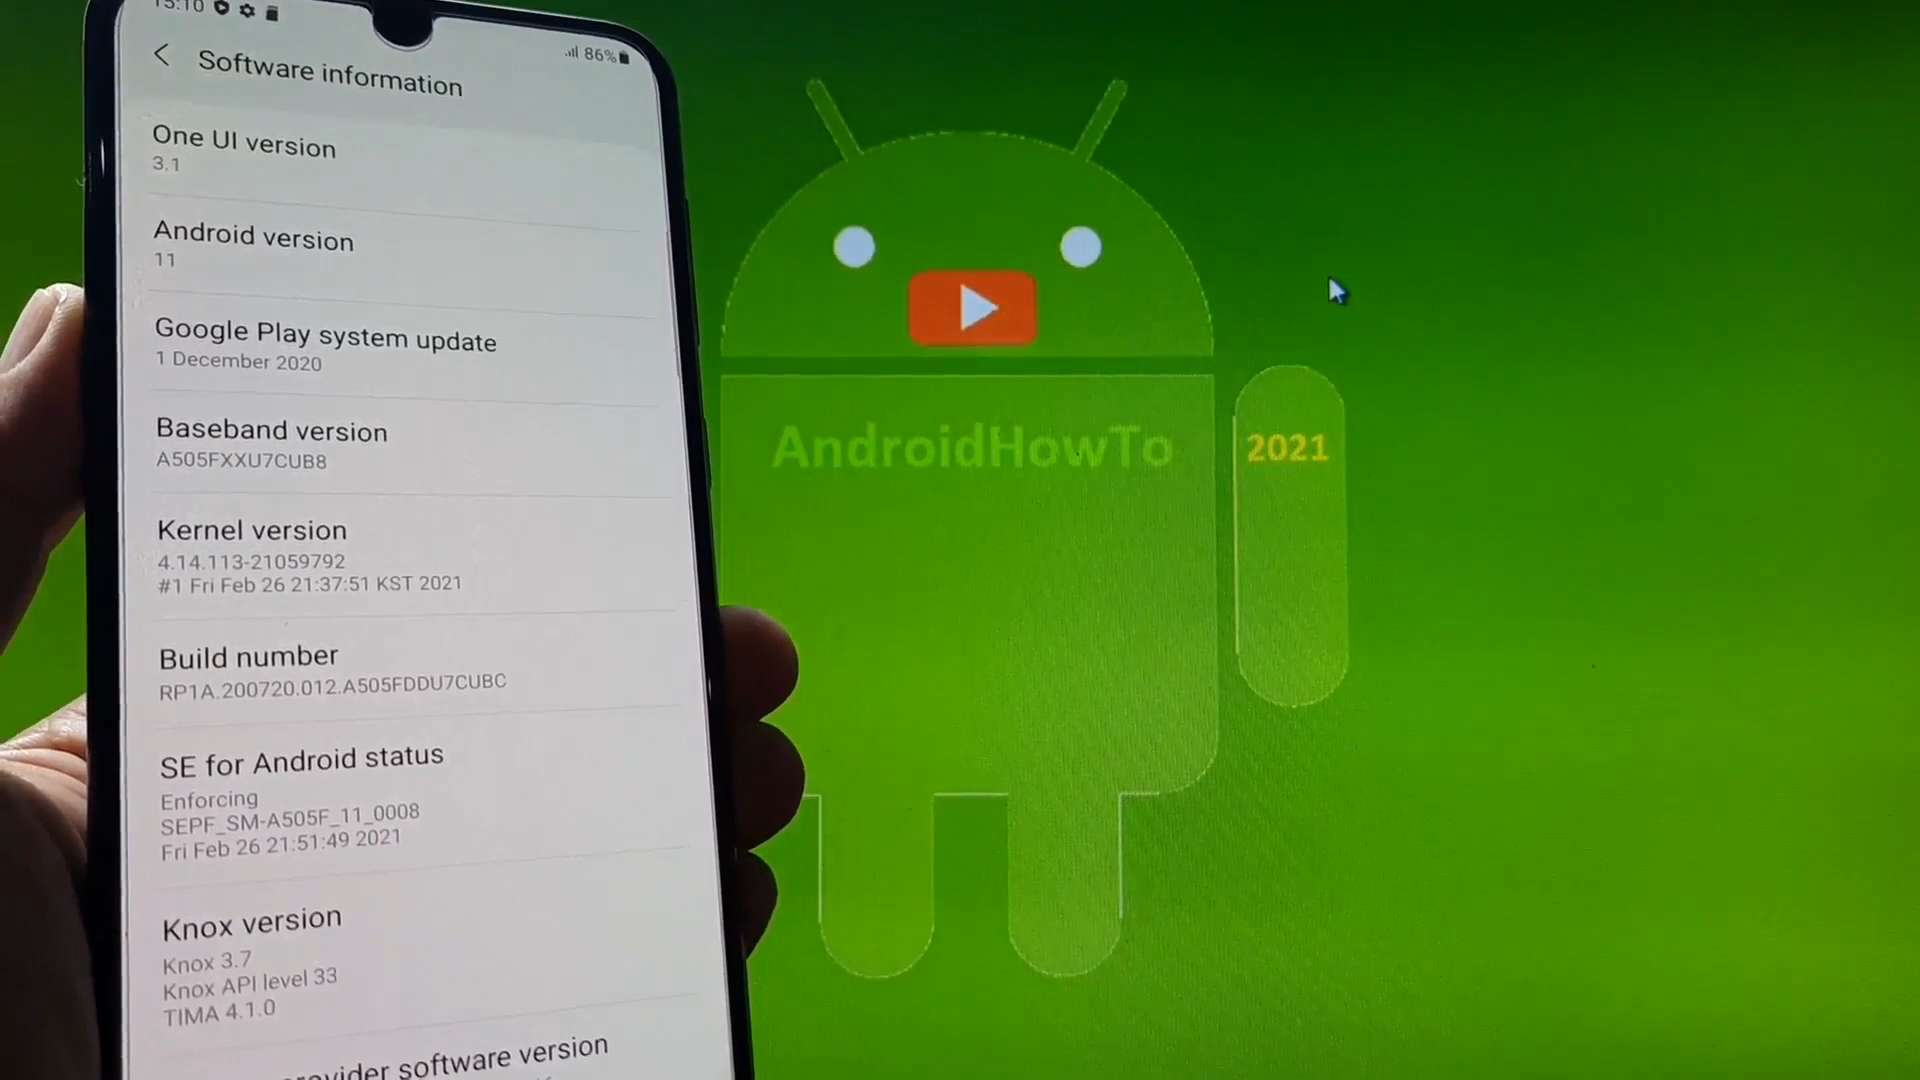 15:10
86%
Software information
One UI version
3.1
Android version
11
Google Play system update
1 December 2020
Baseband version
A505FXXU7CUB8
Kernel version
4.14.113-21059792
#1 Fri Feb 26 21:37:51 KST 2021
Build number
RP1A.200720.012.A505FDDU7CUBC
SE for Android status
Enforcing
SEPF_SM-A505F_11_0008
Fri Feb 26 21:51:49 2021
Knox version
Knox 3.7
Knox API level 33
TIMA 4.1.0
software version
AndroidHowTo
2021